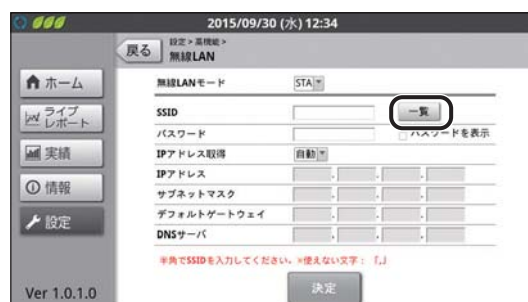 2015/09/30 (水) 12:34
戻る
設定 > 高機能 >
無線LAN
ホーム
ライブ
レポート
実績
情報
設定
Ver 1.0.1.0
無線LANモード STA
SSID 一覧
パスワード パスワードを表示
IPアドレス取得 自動
IPアドレス . . .
サブネットマスク . . .
デフォルトゲートウェイ . . .
DNSサーバ . . .
半角でSSIDを入力してください。※使えない文字： 「,」
決定